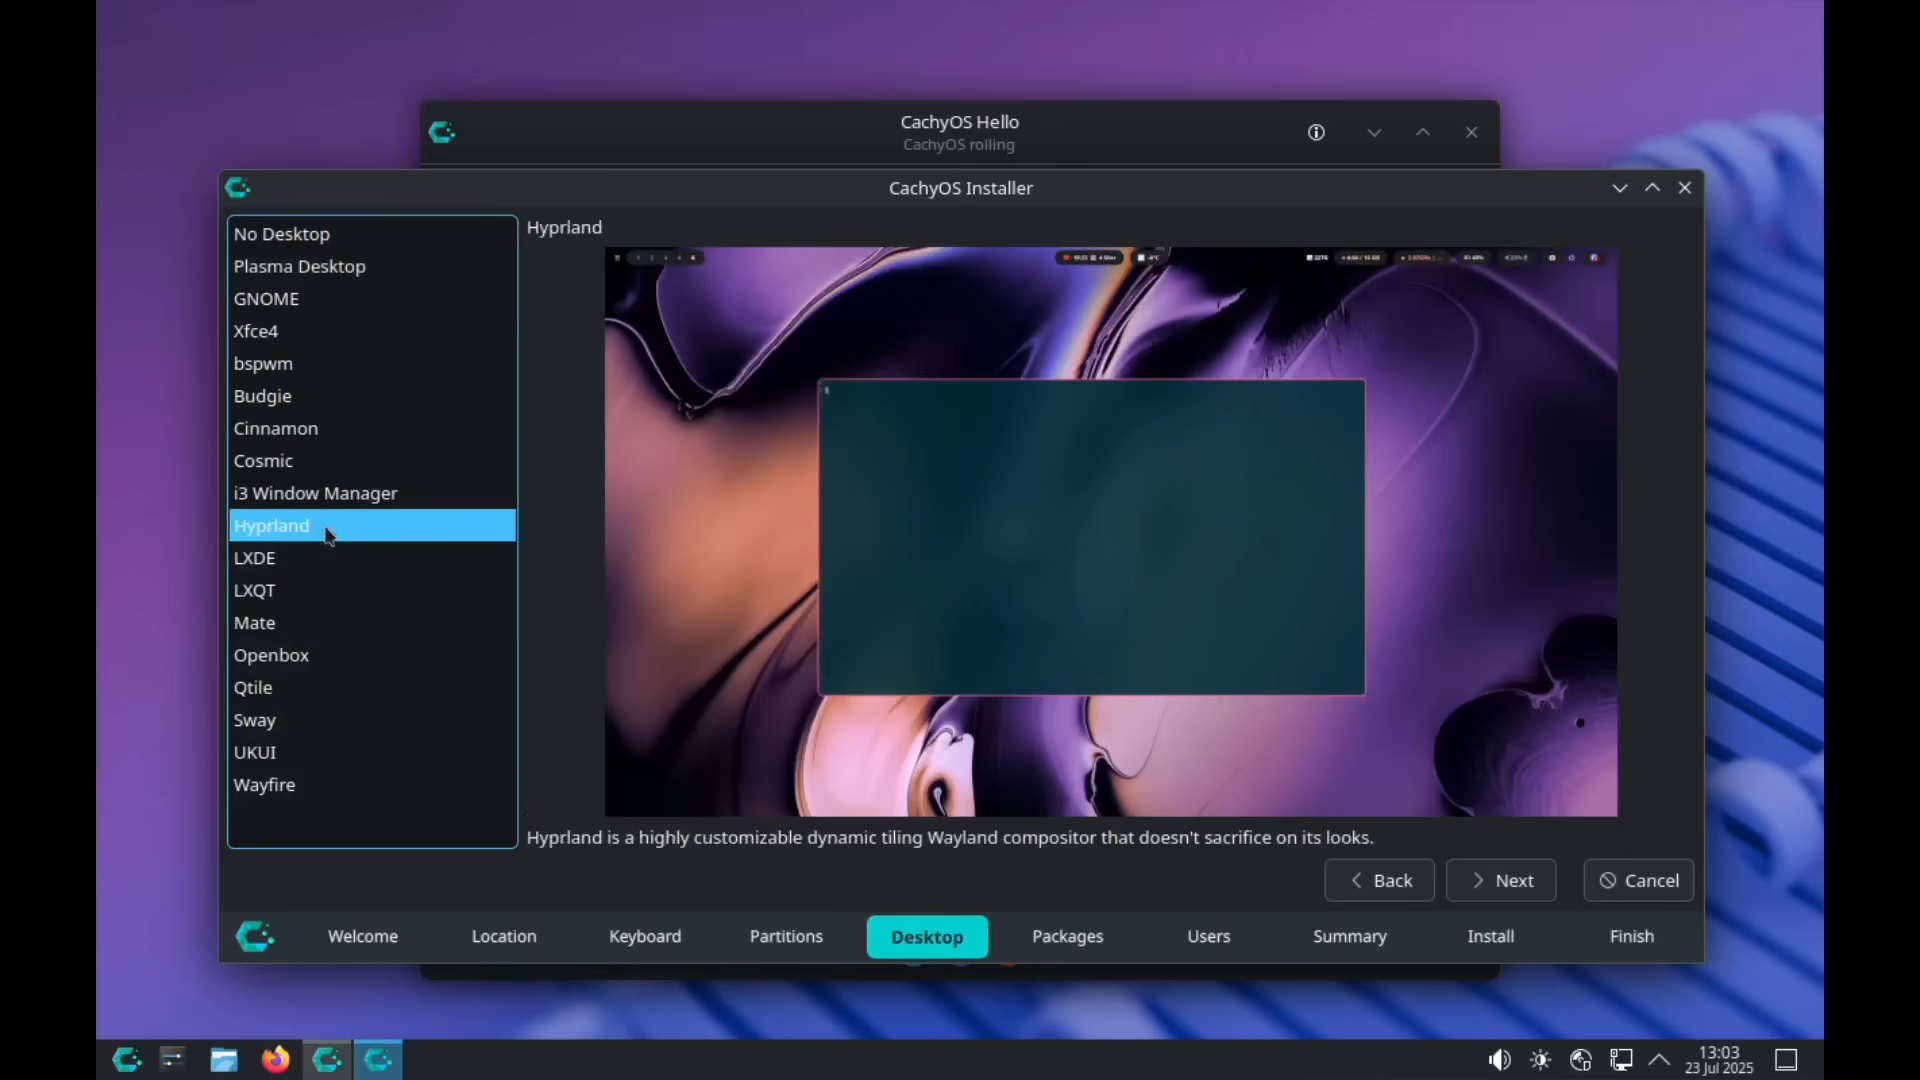 CachyOS Hello
CachyOS rolling
CachyOS Installer
No Desktop
Plasma Desktop
GNOME
Xfce4
bspwm
Budgie
Cinnamon
Cosmic
i3 Window Manager
Hyprland
LXDE
LXQT
Mate
Openbox
Qtile
Sway
UKUI
Wayfire
Hyprland
Hyprland is a highly customizable dynamic tiling Wayland compositor that doesn't sacrifice on its looks.
Back
Next
Cancel
Welcome
Location
Keyboard
Partitions
Desktop
Packages
Users
Summary
Install
Finish
13:03
23 Jul 2025